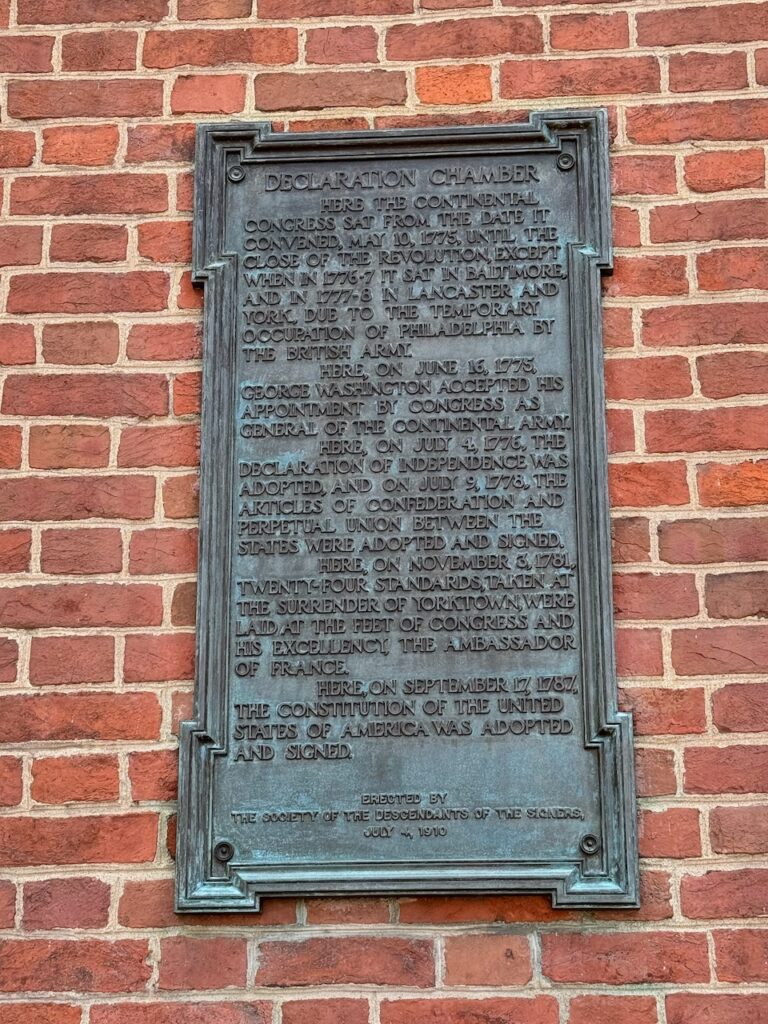 DECLARATION CHAMBER
HERE THE CONTINENTAL
CONGRESS SAT FROM THE DATE IT
CONVENED, MAY 10, 1775, UNTIL THE
CLOSE OF THE REVOLUTION, EXCEPT
WHEN IN 1776-7 IT SAT IN BALTIMORE,
AND IN 1777-8 IN LANCASTER AND
YORK, DUE TO THE TEMPORARY
OCCUPATION OF PHILADELPHIA BY
THE BRITISH ARMY.
HERE, ON JUNE 16, 1775,
GEORGE WASHINGTON ACCEPTED HIS
APPOINTMENT BY CONGRESS AS
GENERAL OF THE CONTINENTAL ARMY.
HERE, ON JULY 4, 1776, THE
DECLARATION OF INDEPENDENCE WAS
ADOPTED, AND ON JULY 9, 1778, THE
ARTICLES OF CONFEDERATION AND
PERPETUAL UNION BETWEEN THE
STATES WERE ADOPTED AND SIGNED.
HERE, ON NOVEMBER 3, 1781,
TWENTY-FOUR STANDARDS, TAKEN AT
THE SURRENDER OF YORKTOWN, WERE
LAID AT THE FEET OF CONGRESS AND
HIS EXCELLENCY, THE AMBASSADOR
OF FRANCE.
HERE, ON SEPTEMBER 17, 1787,
THE CONSTITUTION OF THE UNITED
STATES OF AMERICA WAS ADOPTED
AND SIGNED.
ERECTED BY
THE SOCIETY OF THE DESCENDANTS OF THE SIGNERS,
JULY 4, 1910